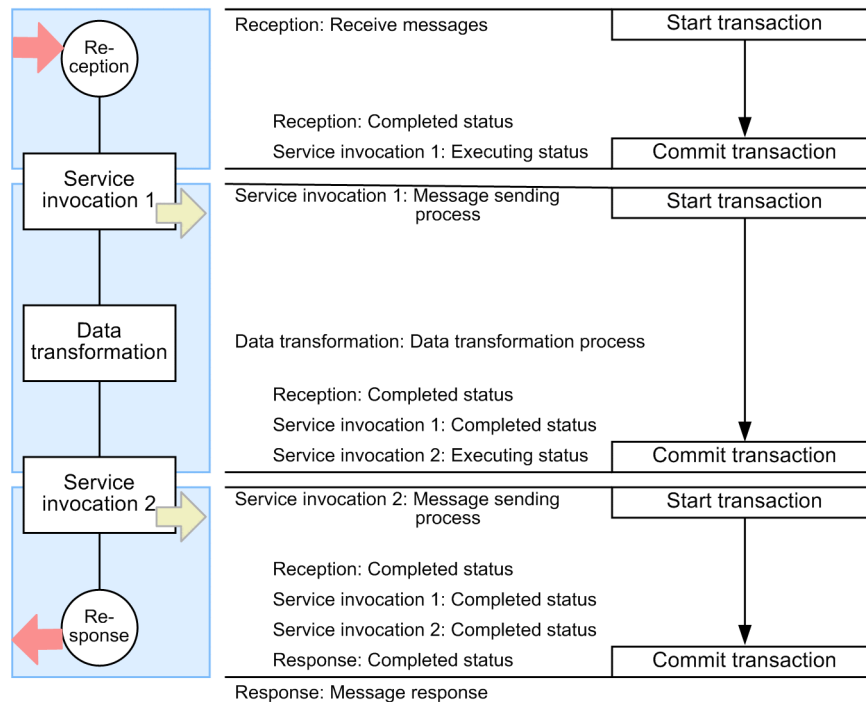 Re-
ception
Reception: Receive messages
Start transaction
Reception: Completed status
Service invocation 1: Executing status
Commit transaction
Service
invocation 1
Service invocation 1: Message sending
process
Start transaction
Data
transformation
Data transformation: Data transformation process
Reception: Completed status
Service invocation 1: Completed status
Service invocation 2: Executing status
Commit transaction
Service
invocation 2
Service invocation 2: Message sending
process
Start transaction
Reception: Completed status
Service invocation 1: Completed status
Service invocation 2: Completed status
Re-
sponse
Response: Completed status
Commit transaction
Response: Message response